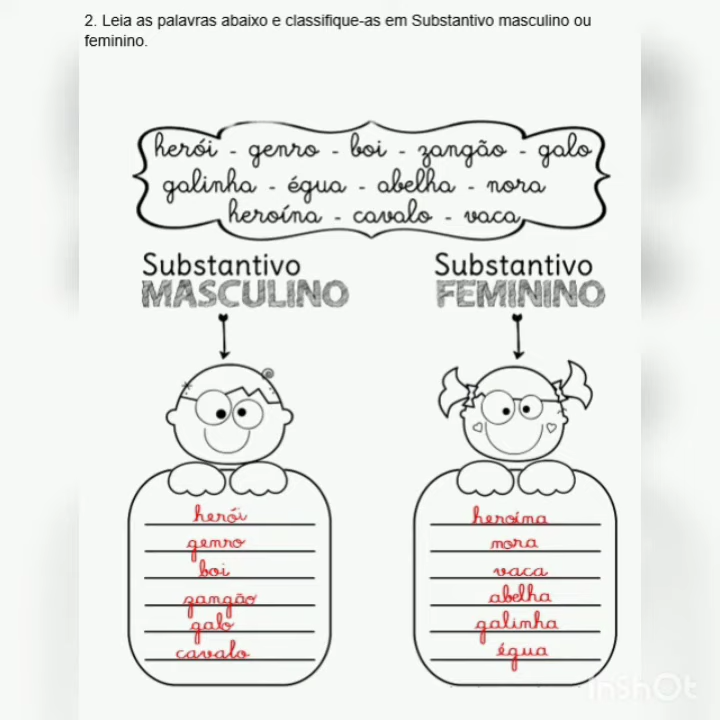 2. Leia as palavras abaixo e classifique-as em Substantivo masculino ou
feminino.
herói - genro - boi - zangão - galo
galinha - égua - abelha - nora
heroína - cavalo - vaca
Substantivo
MASCULINO
Substantivo
FEMININO
herói
genro
boi
zangão
galo
cavalo
heroína
nora
vaca
abelha
galinha
égua
InShOt